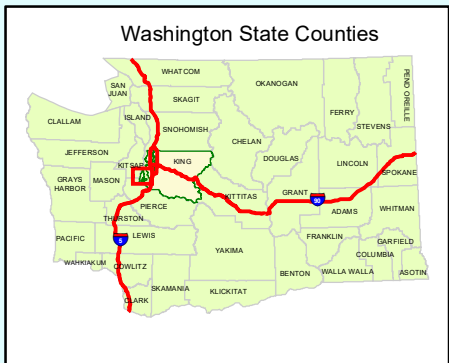 Washington State Counties
WHATCOM
SAN
JUAN
SKAGIT
ISLAND
CLALLAM
SNOHOMISH
JEFFERSON
KITSAP
KING
GRAYS
HARBOR
MASON
PIERCE
THURSTON
PACIFIC
LEWIS
WAHKIAKUM
COWLITZ
CLARK
SKAMANIA
OKANOGAN
CHELAN
DOUGLAS
KITTITAS
GRANT
YAKIMA
KLICKITAT
BENTON
FERRY
STEVENS
PEND OREILLE
LINCOLN
SPOKANE
ADAMS
WHITMAN
FRANKLIN
GARFIELD
COLUMBIA
WALLA WALLA
ASOTIN
5
90